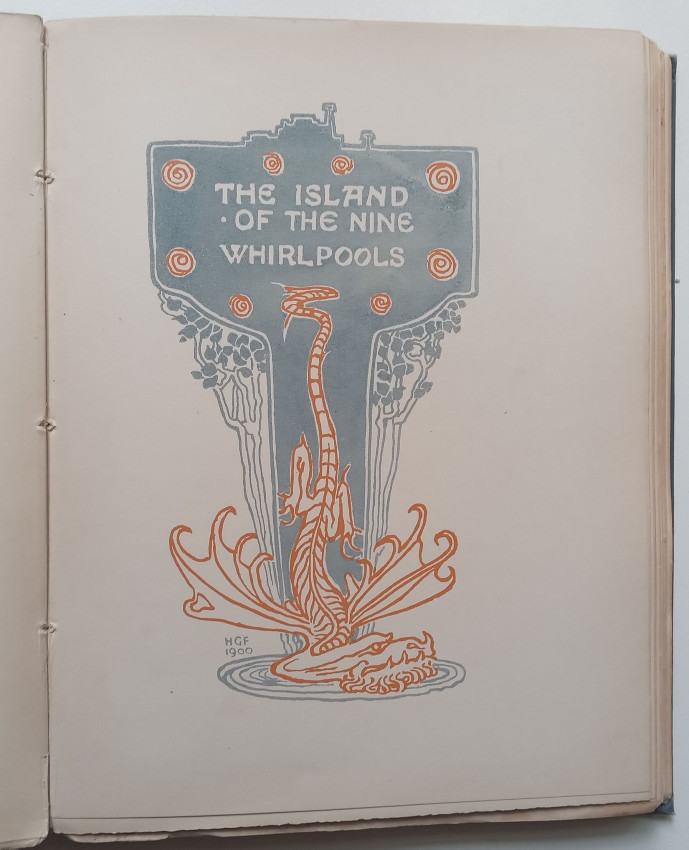 THE ISLAND
· OF THE NINE
WHIRLPOOLS
HGF
1900